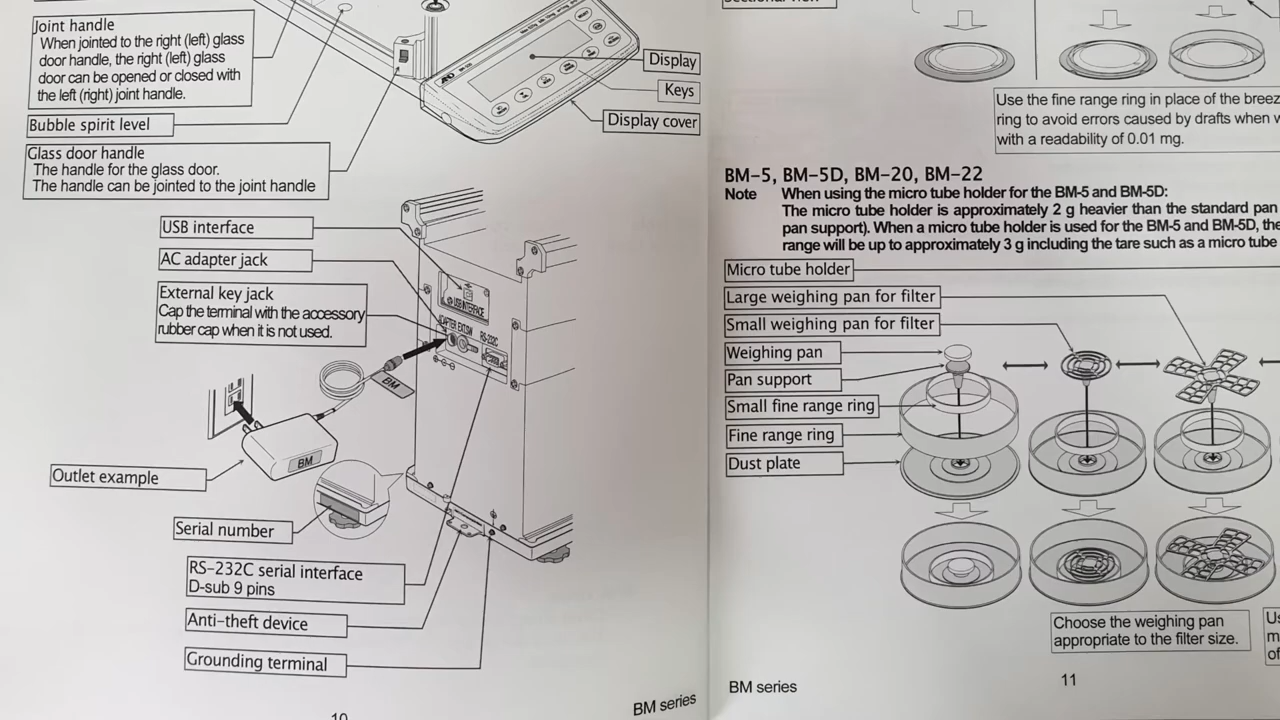 Joint handle
When jointed to the right (left) glass
door handle, the right (left) glass
door can be opened or closed with
the left (right) joint handle.
Bubble spirit level
Glass door handle
The handle for the glass door.
The handle can be jointed to the joint handle
Display
Keys
Display cover
USB interface
AC adapter jack
External key jack
Cap the terminal with the accessory
rubber cap when it is not used.
USB INTERFACE
ADAPTER EXT.SW
RS-232C
BM
BM
Outlet example
Serial number
RS-232C serial interface
D-sub 9 pins
Anti-theft device
Grounding terminal
10
BM series
Use the fine range ring in place of the
ring to avoid errors caused by drafts when
with a readability of 0.01 mg.
BM-5, BM-5D, BM-20, BM-22
Note When using the micro tube holder for the BM-5 and BM-5D:
The micro tube holder is approximately 2 g heavier than the standard pan
pan support). When a micro tube holder is used for the BM-5 and BM-5D, the
range will be up to approximately 3 g including the tare such as a micro tube
Micro tube holder
Large weighing pan for filter
Small weighing pan for filter
Weighing pan
Pan support
Small fine range ring
Fine range ring
Dust plate
Choose the weighing pan
appropriate to the filter size.
BM series
11